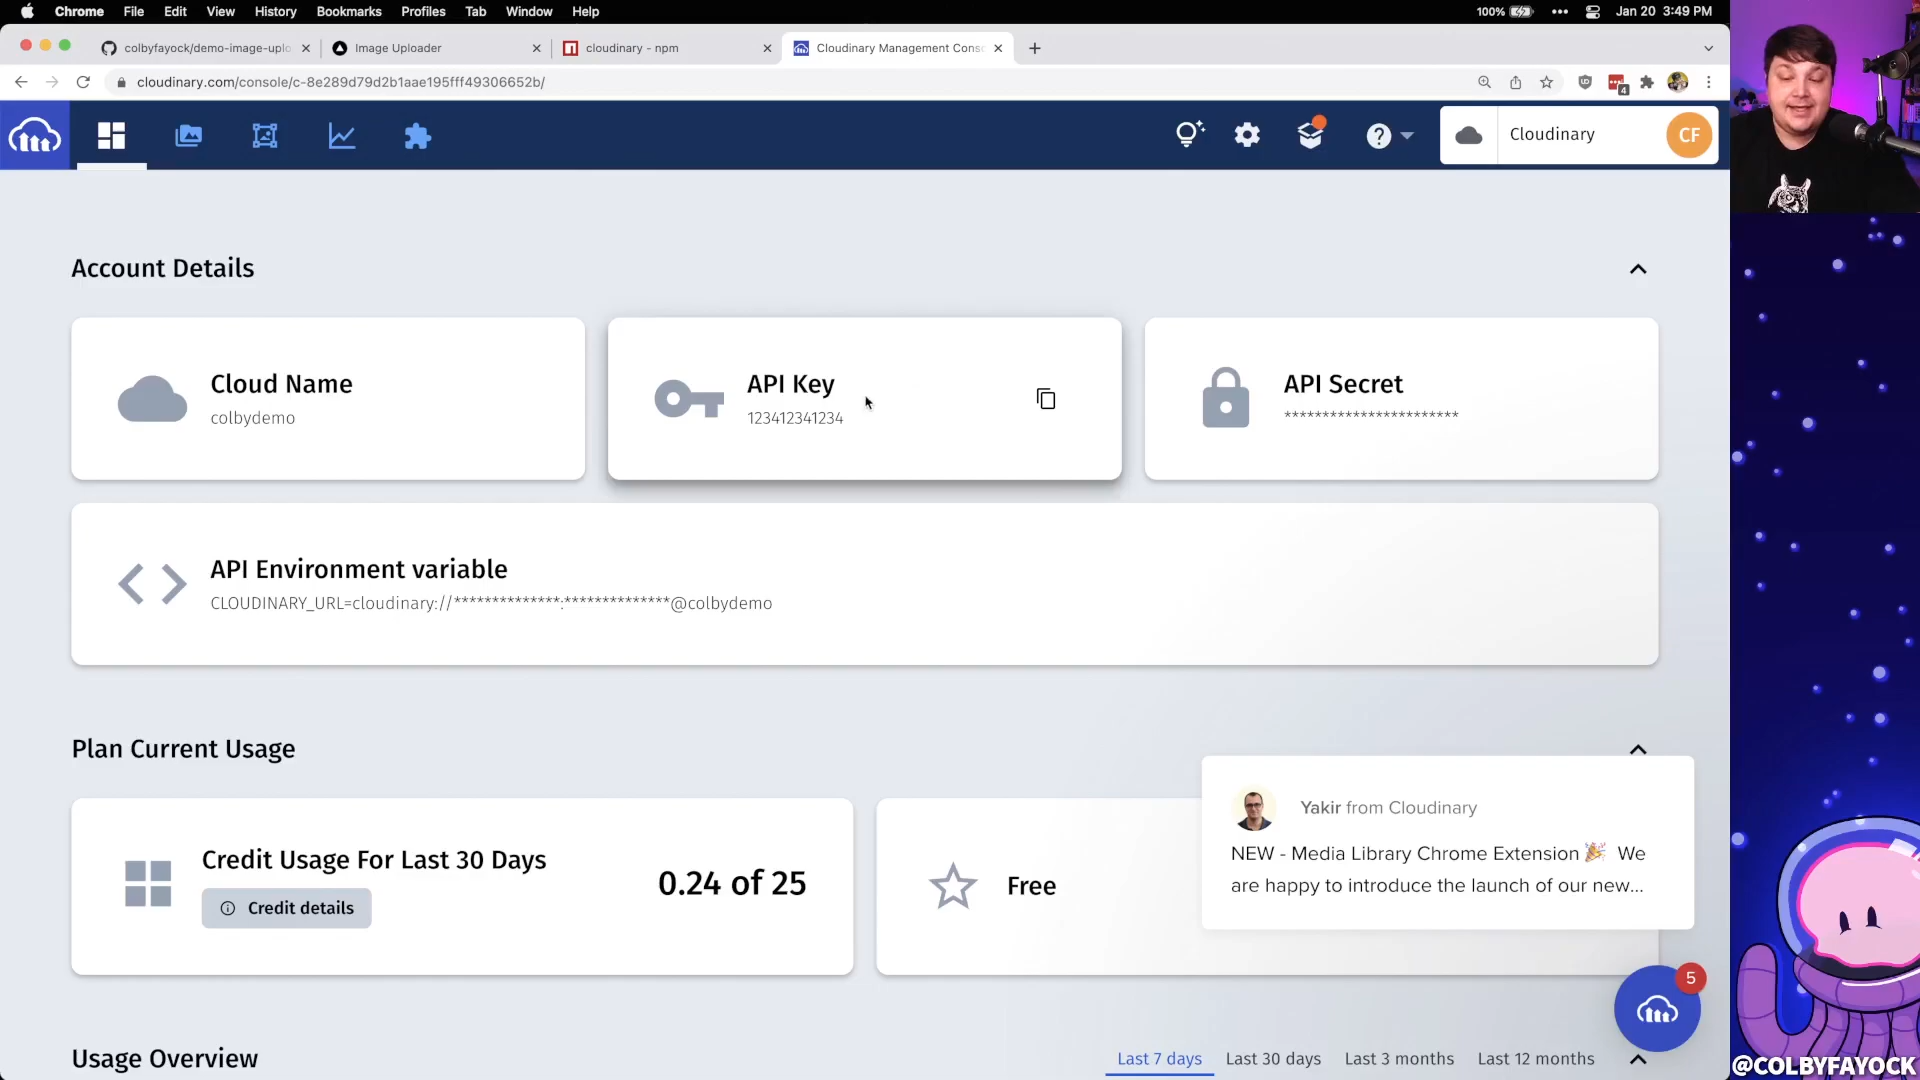 Chrome File Edit View History Bookmarks Profiles Tab Window Help 100% Jan 20 3:49 PM
colbyfayock/demo-image-uplo Image Uploader cloudinary - npm Cloudinary Management Conso
cloudinary.com/console/c-8e289d79d2b1aae195fff49306652b/
4
Cloudinary CF
Account Details
Cloud Name
colbydemo
API Key
123412341234
API Secret
***********************
API Environment variable
CLOUDINARY_URL=cloudinary://**************:**************@colbydemo
Plan Current Usage
Credit Usage For Last 30 Days
Credit details
0.24 of 25
Free
Yakir from Cloudinary
NEW - Media Library Chrome Extension 🎉 We
are happy to introduce the launch of our new...
5
Usage Overview
Last 7 days Last 30 days Last 3 months Last 12 months
@COLBYFAYOCK